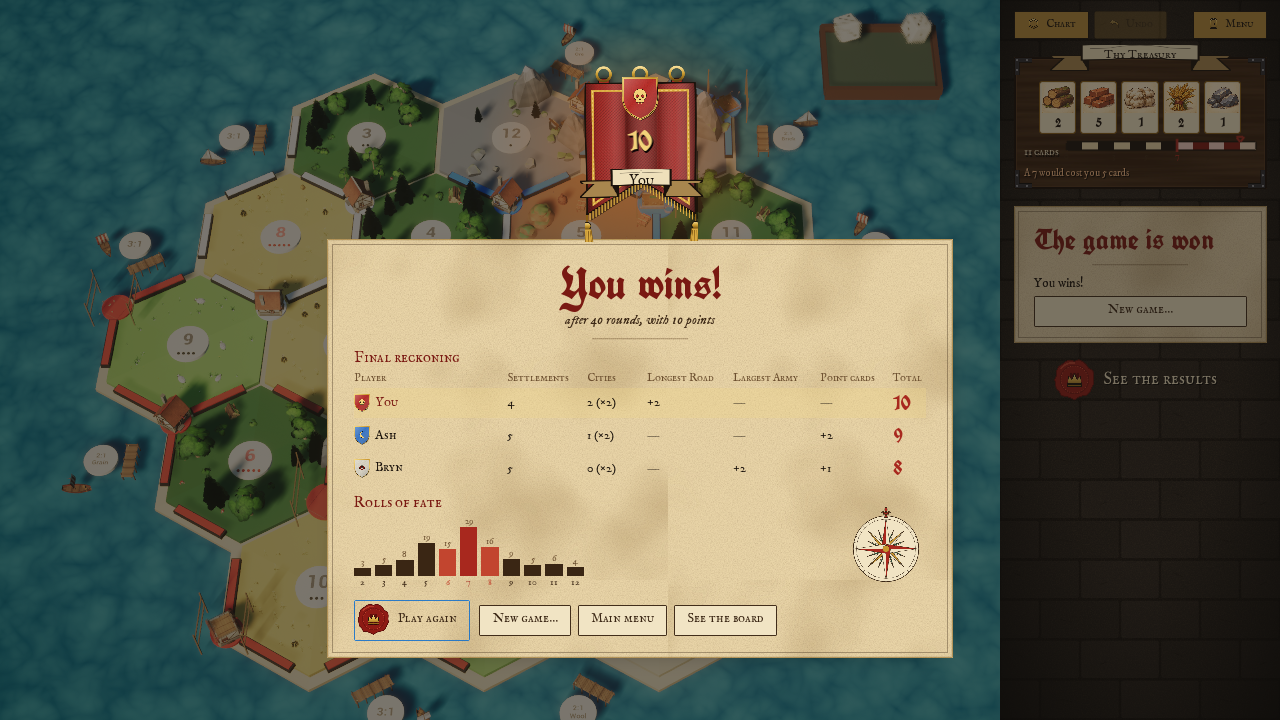 Chart
Menu
Thy Treasury
2 5 1 2 1
11 cards
A 7 would cost you 5 cards
The game is won
You wins!
New game...
See the results
3:1
3
12
10
You
8
4
5
11
3:1
9
6
10
3:1
2:1
Wool
You wins!
after 40 rounds, with 10 points
Final reckoning
Player Settlements Cities Longest Road Largest Army Point cards Total
You 4 2 (×2) +2 — — 10
Ash 5 1 (×2) — — +2 9
Bryn 5 0 (×2) — +2 +1 8
Rolls of fate
3 5 8 19 15 29 16 9 5 6 4
2 3 4 5 6 7 8 9 10 11 12
Play again
New game...
Main menu
See the board